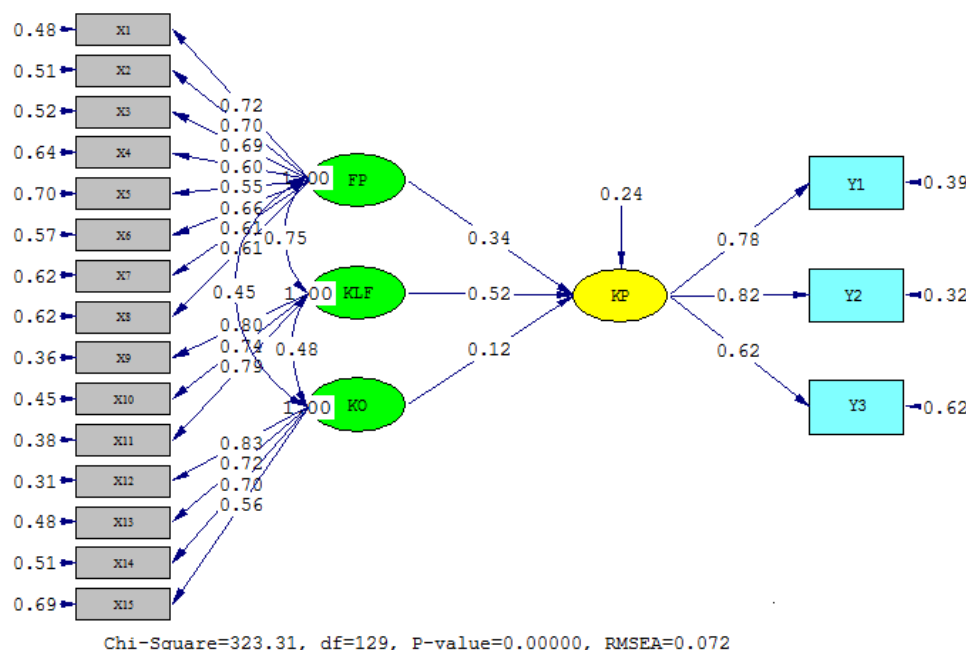 0.48 X1
0.51 X2
0.52 X3
0.64 X4
0.70 X5
0.57 X6
0.62 X7
0.62 X8
0.36 X9
0.45 X10
0.38 X11
0.31 X12
0.48 X13
0.51 X14
0.69 X15
0.72
0.70
0.69
0.60
0.55
0.66
0.61
0.61
0.80
0.74
0.79
0.83
0.72
0.70
0.56
0.75
0.45
0.48
1.00 FP
1.00 KLF
1.00 KO
0.34
0.52
0.12
0.24
KP
0.78
0.82
0.62
Y1 0.39
Y2 0.32
Y3 0.62
Chi-Square=323.31, df=129, P-value=0.00000, RMSEA=0.072